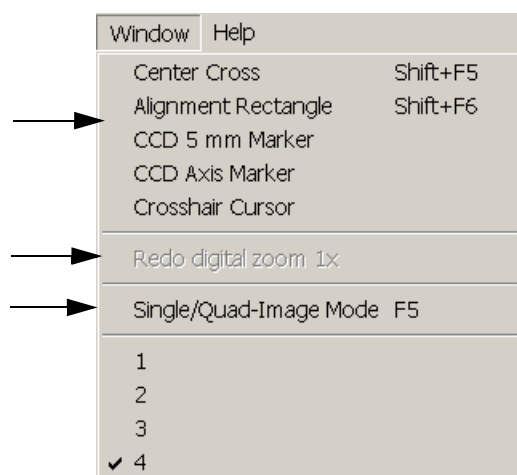 Window Help
Center Cross Shift+F5
Alignment Rectangle Shift+F6
CCD 5 mm Marker
CCD Axis Marker
Crosshair Cursor
Redo digital zoom 1x
Single/Quad-Image Mode F5
1
2
3
4